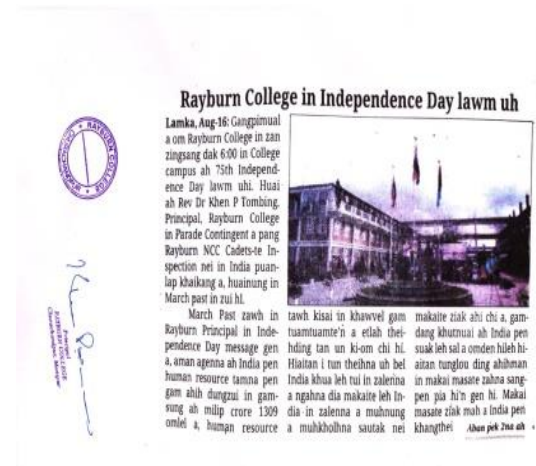 Rayburn College in Independence Day lawm uh
Lamka, Aug-16: Gangpimual
a om Rayburn College in zan
zingsang dak 6:00 in College
campus ah 75th Independ-
ence Day lawm uhi. Huai
ah Rev Dr Khen P Tombing,
Principal, Rayburn College
in Parade Contingent a pang
Rayburn NCC Cadets-te In-
spection nei in India puan-
lap khaikang a, huainung in
March past in zui hi.
March Past zawh in
Rayburn Principal in Inde-
pendence Day message gen
a, aman agenna ah India pen
human resource tamna pen
gam ahih dungzui in gam-
sung ah milip crore 1309
omlel a, human resource
tawh kisai in khawvel gam
tuamtuamte'n a etlah thei-
hding tan un ki-om chi hi.
Hiaitan i tun theihna uh bel
India khua leh tui in zalenna
a ngahna dia makaite leh In-
dia in zalenna a muhnung
a muhkholhna sautak nei
makaite ziak ahi chi a, gam-
dang khutnuai ah India pen
suak leh sal a omden hileh hi-
aitan tunglou ding ahihman
in makai masate zahna sang-
pen pia hi'n gen hi. Makai
masate ziak mah a India pen
khangthei Aban pek 2na ah
RAYBURN COLLEGE
Principal
RAYBURN COLLEGE
Churachandpur, Manipur